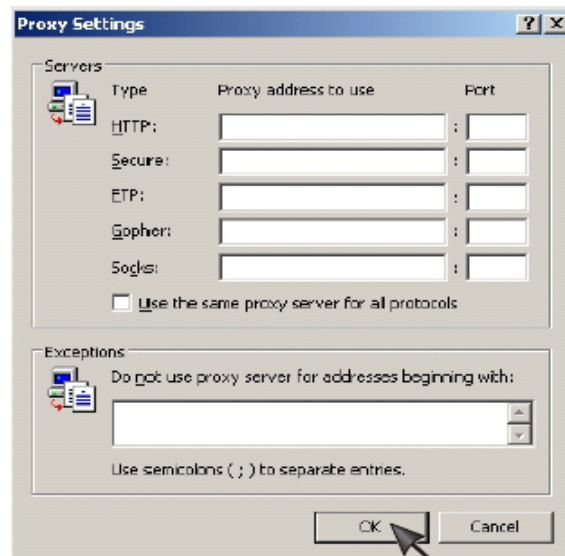 Proxy Settings
Servers
Type Proxy address to use Port
HTTP: :
Secure: :
FTP: :
Gopher: :
Socks: :
Use the same proxy server for all protocols
Exceptions
Do not use proxy server for addresses beginning with:
Use semicolons ( ; ) to separate entries.
OK Cancel